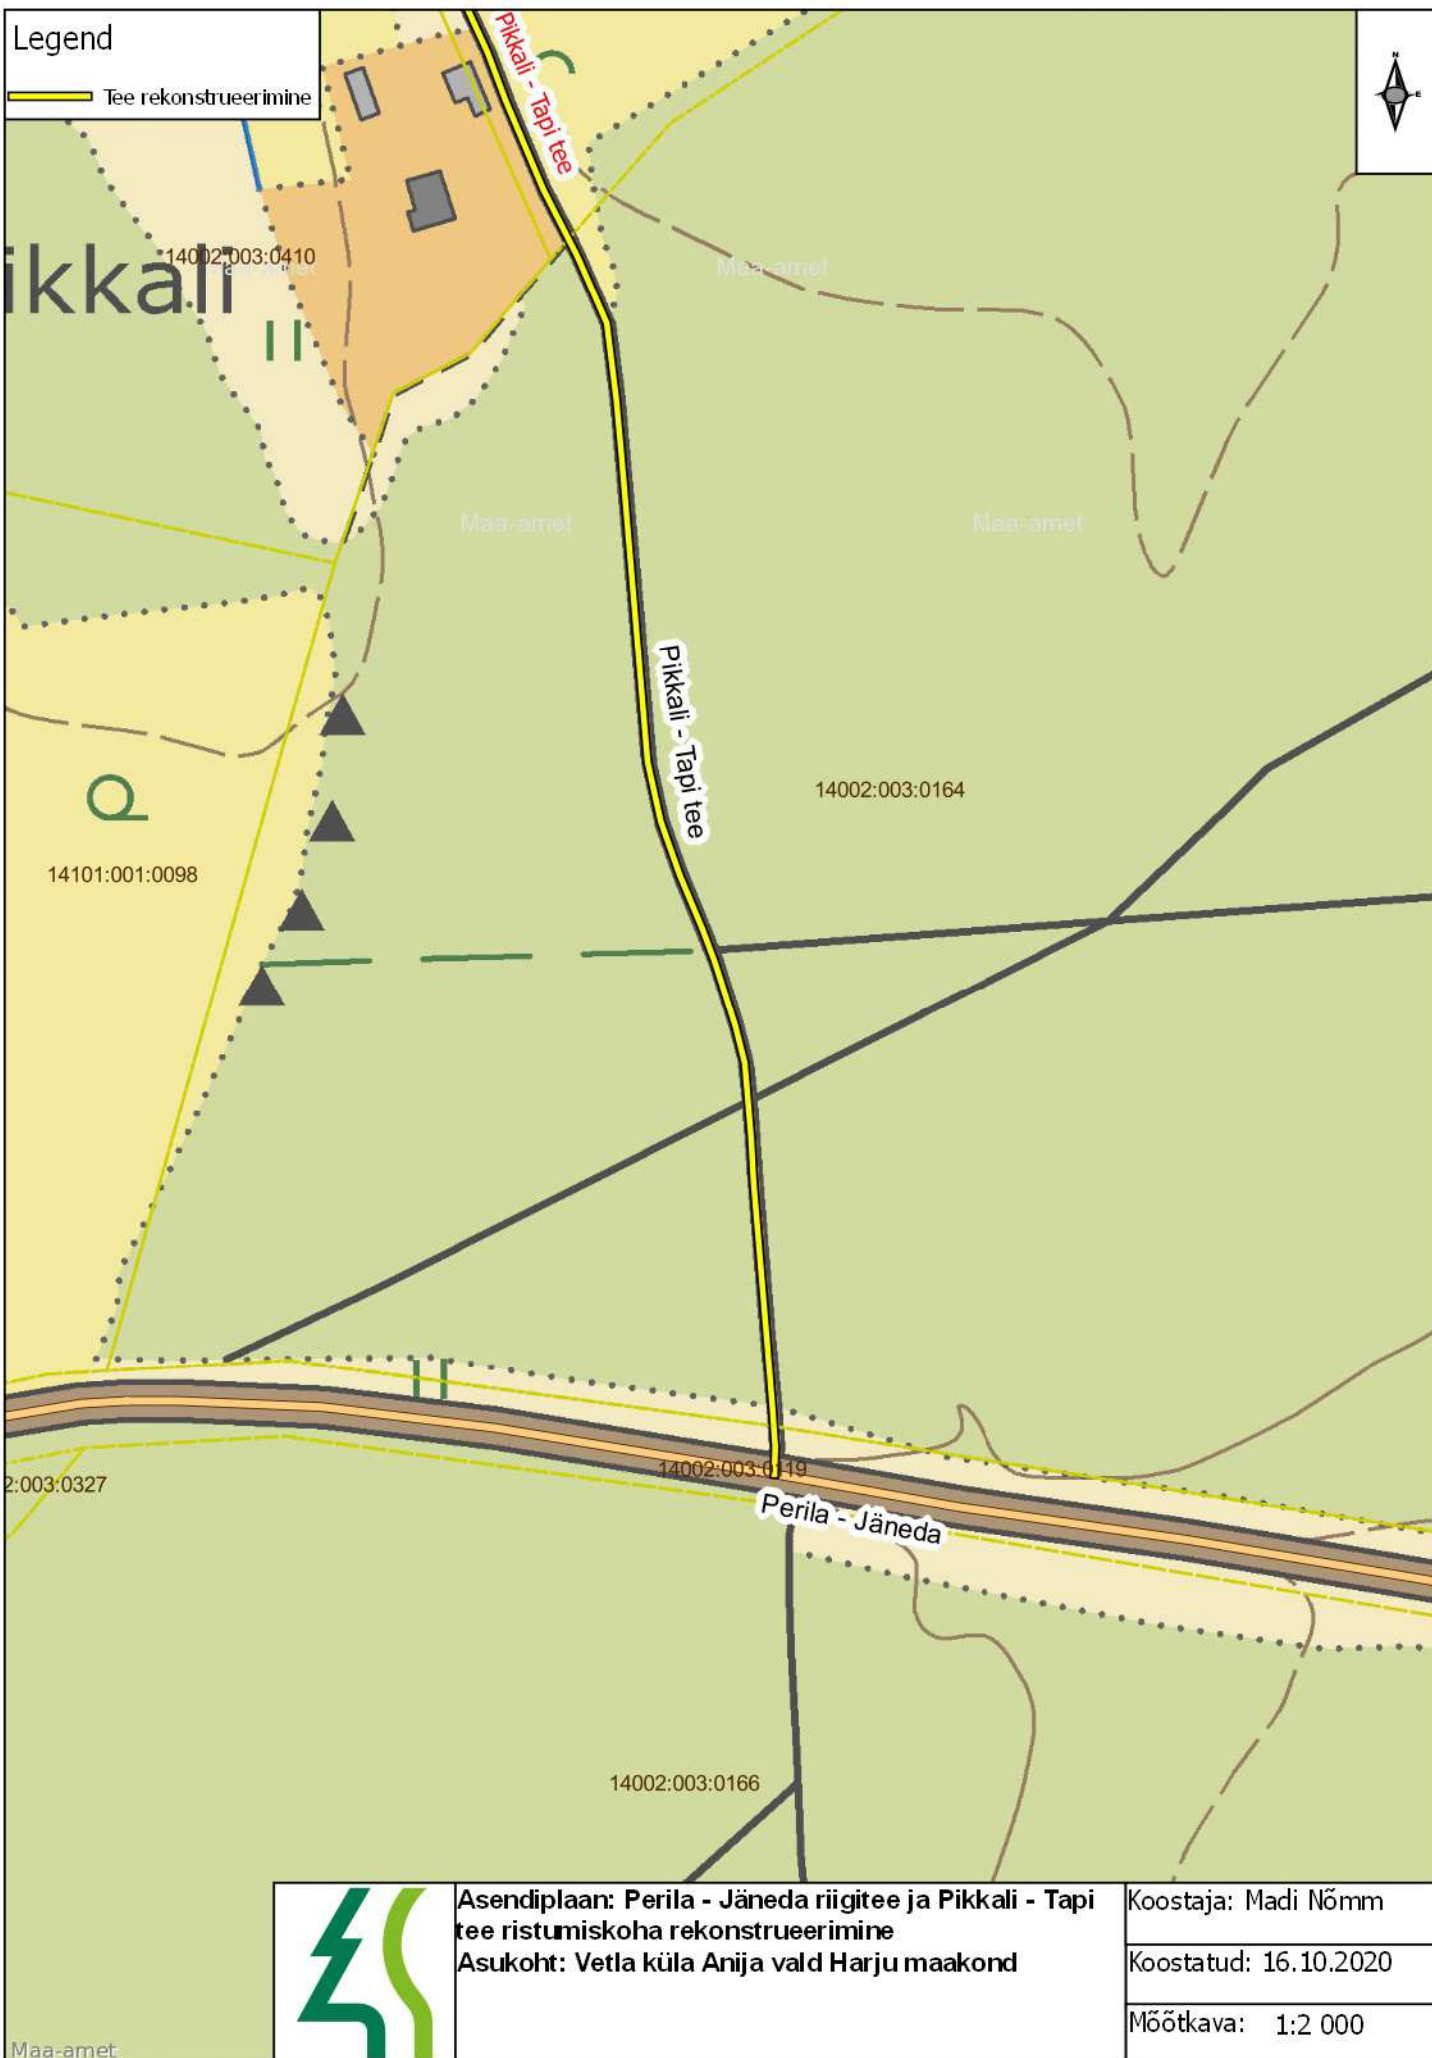 Legend
Tee rekonstrueerimine
N
E
Pikkali - Tapi tee
14002:003:0410
Maa-amet
Maa-amet
ikkali
Maa-amet
Maa-amet
Pikkali - Tapi tee
14002:003:0164
14101:001:0098
14002:003:0119
2:003:0327
Perila - Jäneda
14002:003:0166
Asendiplaan: Perila - Jäneda riigitee ja Pikkali - Tapi
tee ristumiskoha rekonstrueerimine
Asukoht: Vetla küla Anija vald Harju maakond
Koostaja: Madi Nõmm
Koostatud: 16.10.2020
Mõõtkava: 1:2 000
Maa-amet